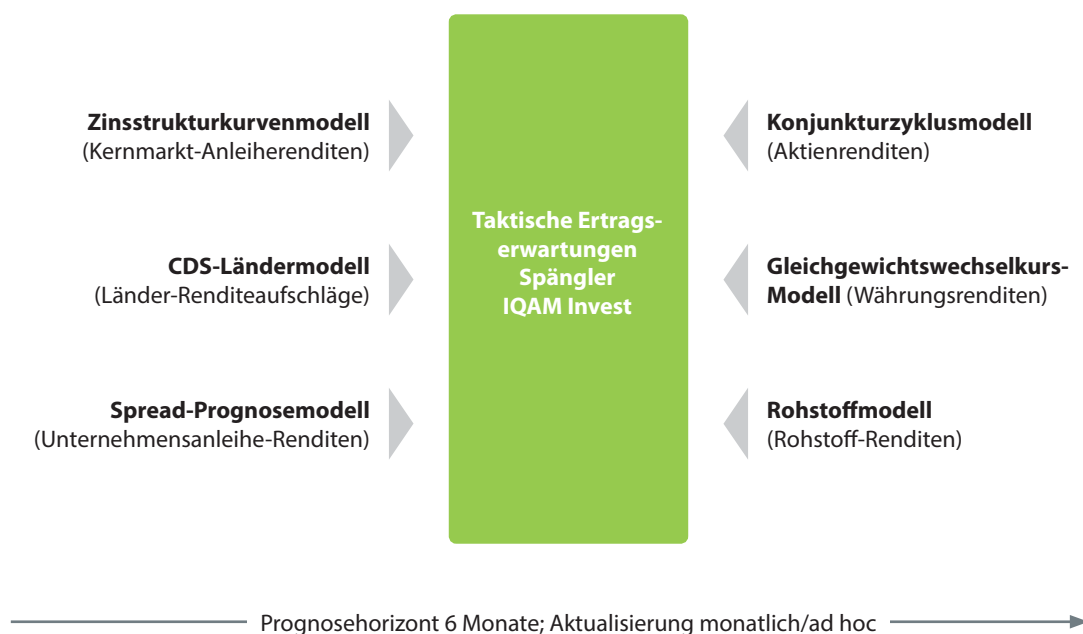 Zinsstrukturkurvenmodell
(Kernmarkt-Anleiherenditen)
CDS-Ländermodell
(Länder-Renditeaufschläge)
Spread-Prognosemodell
(Unternehmensanleihe-Renditen)
Taktische Ertrags-
erwartungen
Spängler
IQAM Invest
Konjunkturzyklusmodell
(Aktienrenditen)
Gleichgewichtswechselkurs-
Modell (Währungsrenditen)
Rohstoffmodell
(Rohstoff-Renditen)
Prognosehorizont 6 Monate; Aktualisierung monatlich/ad hoc